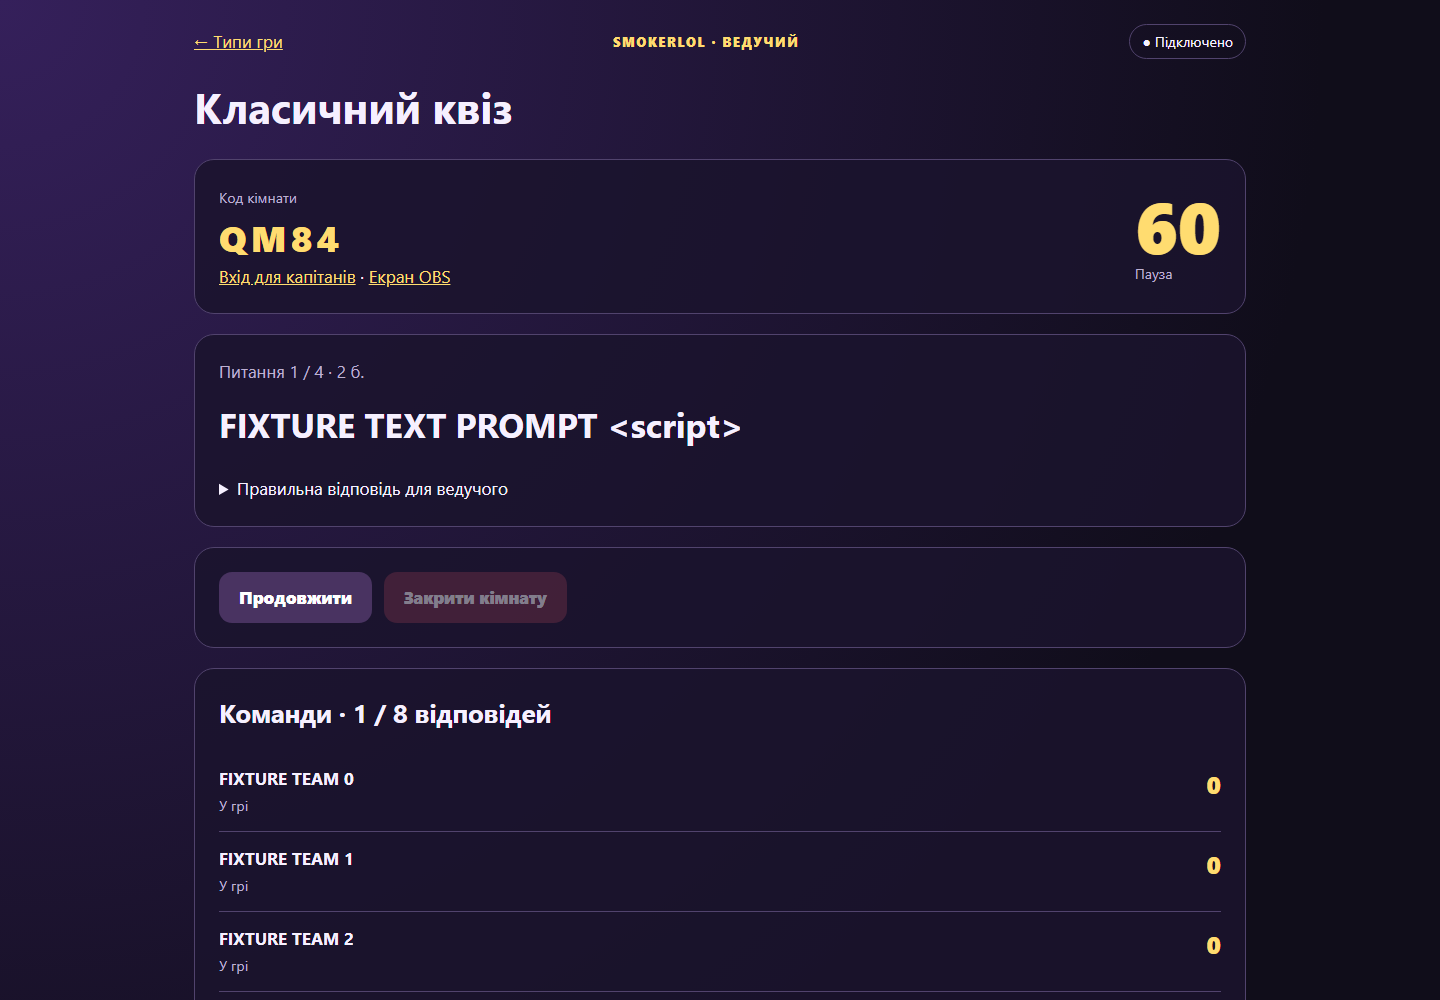 ← Типи гри
SMOKERLOL · ВЕДУЧИЙ
● Підключено
Класичний квіз
Код кімнати
QM84
Вхід для капітанів · Екран OBS
60
Пауза
Питання 1 / 4 · 2 б.
FIXTURE TEXT PROMPT <script>
▶ Правильна відповідь для ведучого
Продовжити
Закрити кімнату
Команди · 1 / 8 відповідей
FIXTURE TEAM 0
У грі
0
FIXTURE TEAM 1
У грі
0
FIXTURE TEAM 2
У грі
0